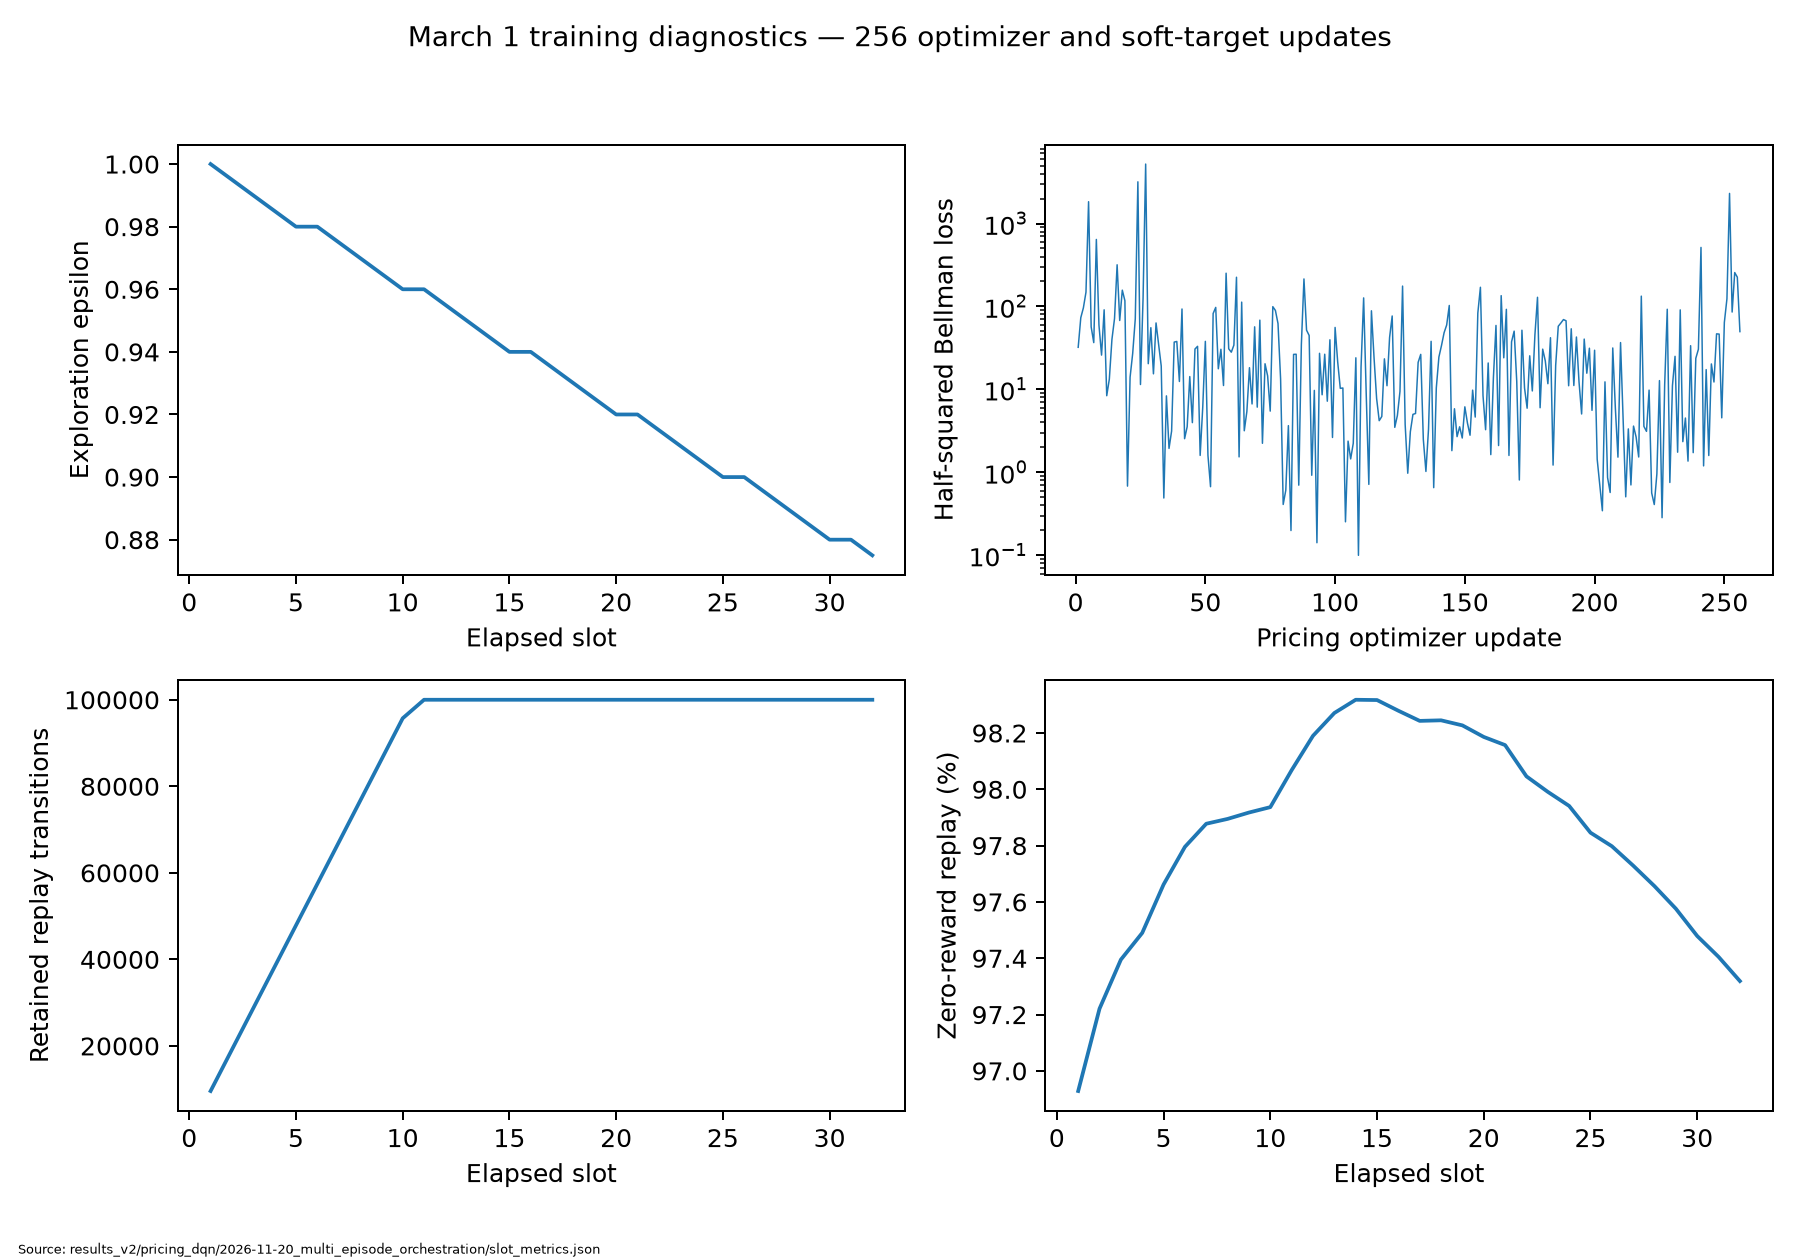 March 1 training diagnostics — 256 optimizer and soft-target updates
Exploration epsilon
1.00
0.98
0.96
0.94
0.92
0.90
0.88
0 5 10 15 20 25 30
Elapsed slot
Half-squared Bellman loss
10³
10²
10¹
10⁰
10⁻¹
0 50 100 150 200 250
Pricing optimizer update
Retained replay transitions
100000
80000
60000
40000
20000
0 5 10 15 20 25 30
Elapsed slot
Zero-reward replay (%)
98.2
98.0
97.8
97.6
97.4
97.2
97.0
0 5 10 15 20 25 30
Elapsed slot
Source: results_v2/pricing_dqn/2026-11-20_multi_episode_orchestration/slot_metrics.json